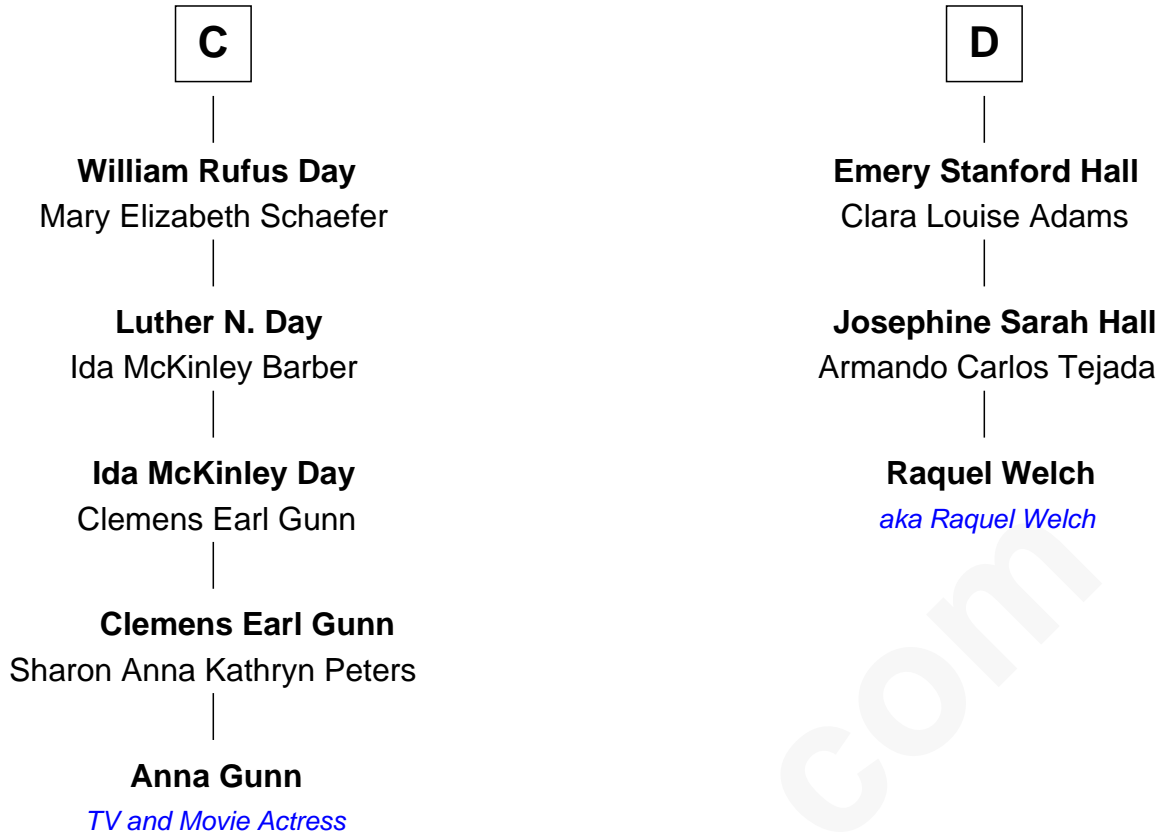 C
William Rufus Day
Mary Elizabeth Schaefer
Luther N. Day
Ida McKinley Barber
Ida McKinley Day
Clemens Earl Gunn
Clemens Earl Gunn
Sharon Anna Kathryn Peters
Anna Gunn
TV and Movie Actress
D
Emery Stanford Hall
Clara Louise Adams
Josephine Sarah Hall
Armando Carlos Tejada
Raquel Welch
aka Raquel Welch
com